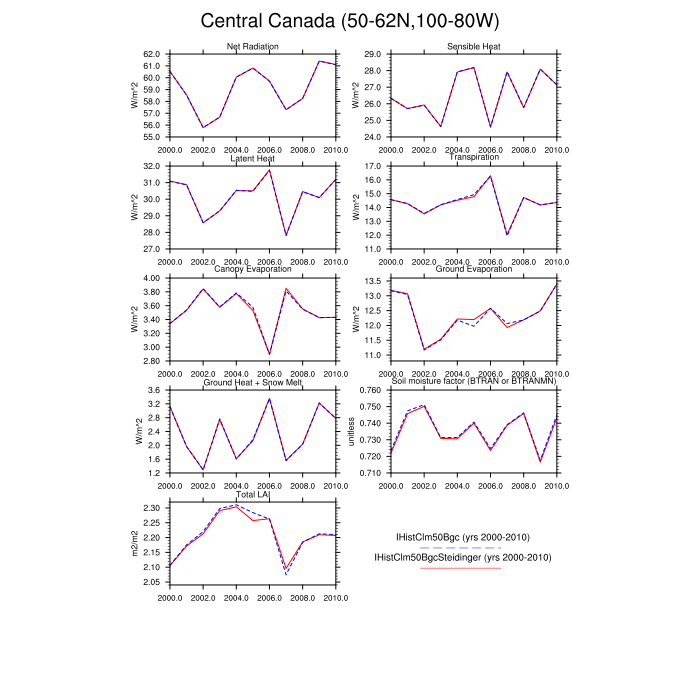 Central Canada (50-62N,100-80W)
Net Radiation
Sensible Heat
62.0
61.0
60.0
59.0
58.0
57.0
56.0
55.0
W/m^2
2000.0 2002.0 2004.0 2006.0 2008.0 2010.0
29.0
28.0
27.0
26.0
25.0
24.0
W/m^2
2000.0 2002.0 2004.0 2006.0 2008.0 2010.0
Latent Heat
Transpiration
32.0
31.0
30.0
29.0
28.0
27.0
W/m^2
2000.0 2002.0 2004.0 2006.0 2008.0 2010.0
17.0
16.0
15.0
14.0
13.0
12.0
11.0
W/m^2
2000.0 2002.0 2004.0 2006.0 2008.0 2010.0
Canopy Evaporation
Ground Evaporation
4.00
3.80
3.60
3.40
3.20
3.00
2.80
W/m^2
2000.0 2002.0 2004.0 2006.0 2008.0 2010.0
13.5
13.0
12.5
12.0
11.5
11.0
W/m^2
2000.0 2002.0 2004.0 2006.0 2008.0 2010.0
Ground Heat + Snow Melt
Soil moisture factor (BTRAN or BTRANMN)
3.6
3.2
2.8
2.4
2.0
1.6
1.2
W/m^2
2000.0 2002.0 2004.0 2006.0 2008.0 2010.0
0.760
0.750
0.740
0.730
0.720
0.710
unitless
2000.0 2002.0 2004.0 2006.0 2008.0 2010.0
Total LAI
2.30
2.25
2.20
2.15
2.10
2.05
m2/m2
2000.0 2002.0 2004.0 2006.0 2008.0 2010.0
IHistClm50Bgc (yrs 2000-2010)
IHistClm50BgcSteidinger (yrs 2000-2010)